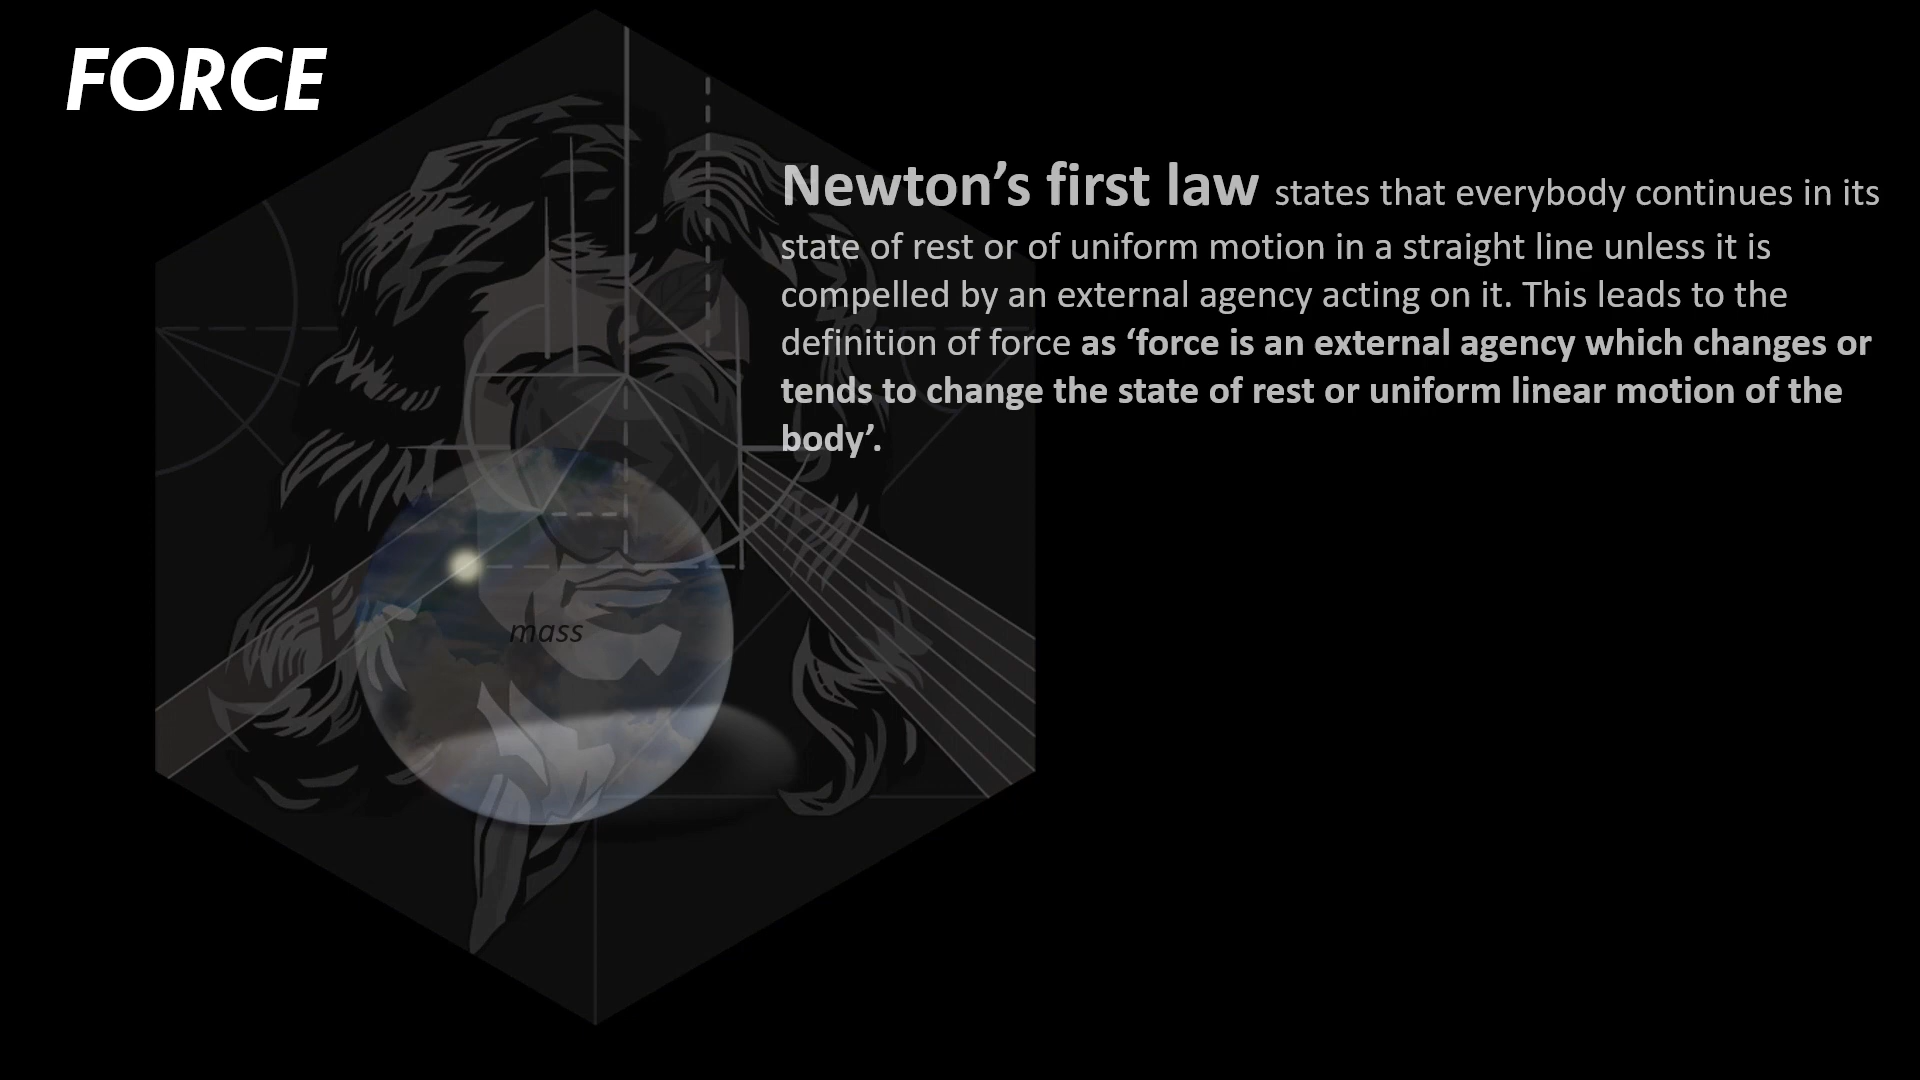 FORCE
Newton’s first law states that everybody continues in its
state of rest or of uniform motion in a straight line unless it is
compelled by an external agency acting on it. This leads to the
definition of force as ‘force is an external agency which changes or
tends to change the state of rest or uniform linear motion of the
body’.
mass